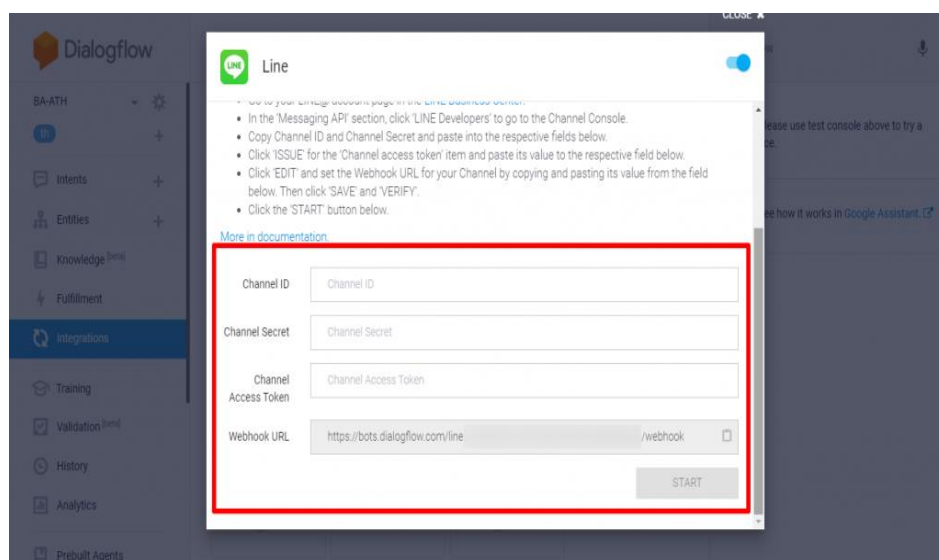 CLOSE ✖
Dialogflow
BA-ATH
th
Intents
Entities
Knowledge [beta]
Fulfillment
Integrations
Training
Validation [beta]
History
Analytics
Prebuilt Agents
LINE
Line
• Go to your LINE@ account page in the LINE Business Center.
• In the 'Messaging API' section, click 'LINE Developers' to go to the Channel Console.
• Copy Channel ID and Channel Secret and paste into the respective fields below.
• Click 'ISSUE' for the 'Channel access token' item and paste its value to the respective field below.
• Click 'EDIT' and set the Webhook URL for your Channel by copying and pasting its value from the field
below. Then click 'SAVE' and 'VERIFY'.
• Click the 'START' button below.
More in documentation.
Channel ID
Channel ID
Channel Secret
Channel Secret
Channel
Access Token
Channel Access Token
Webhook URL
https://bots.dialogflow.com/line
/webhook
START
lease use test console above to try a
ce.
ee how it works in Google Assistant.